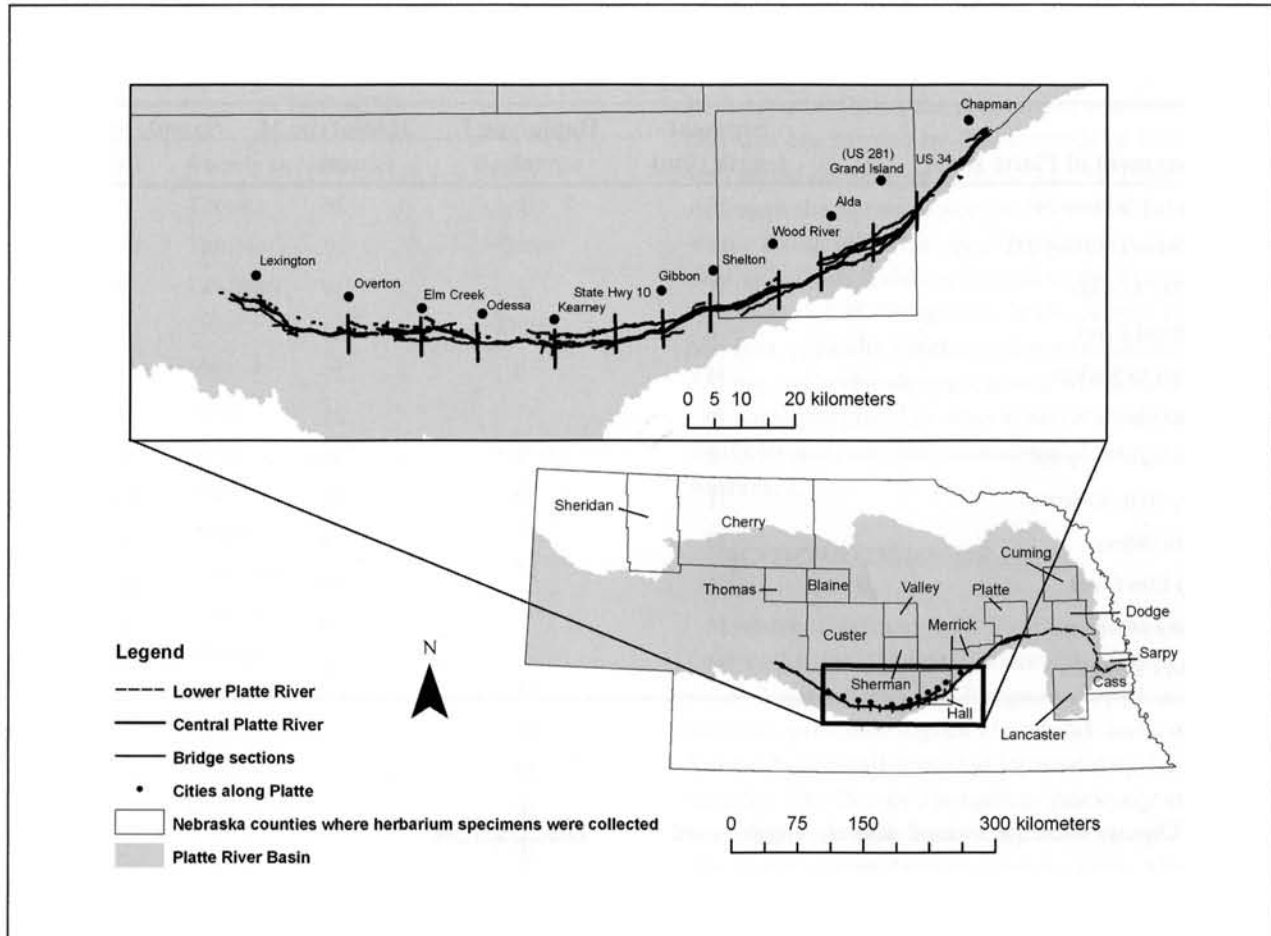 Chapman
(US 281)
Grand Island
US 34
Alda
Wood River
Shelton
Gibbon
State Hwy 10
Lexington
Overton
Elm Creek
Odessa
Kearney
0 5 10 20 kilometers
Sheridan
Cherry
Cuming
Thomas
Blaine
Valley
Platte
Dodge
Custer
Merrick
Sarpy
Sherman
Cass
Hall
Lancaster
N
Legend
Lower Platte River
Central Platte River
Bridge sections
Cities along Platte
Nebraska counties where herbarium specimens were collected
Platte River Basin
0 75 150 300 kilometers